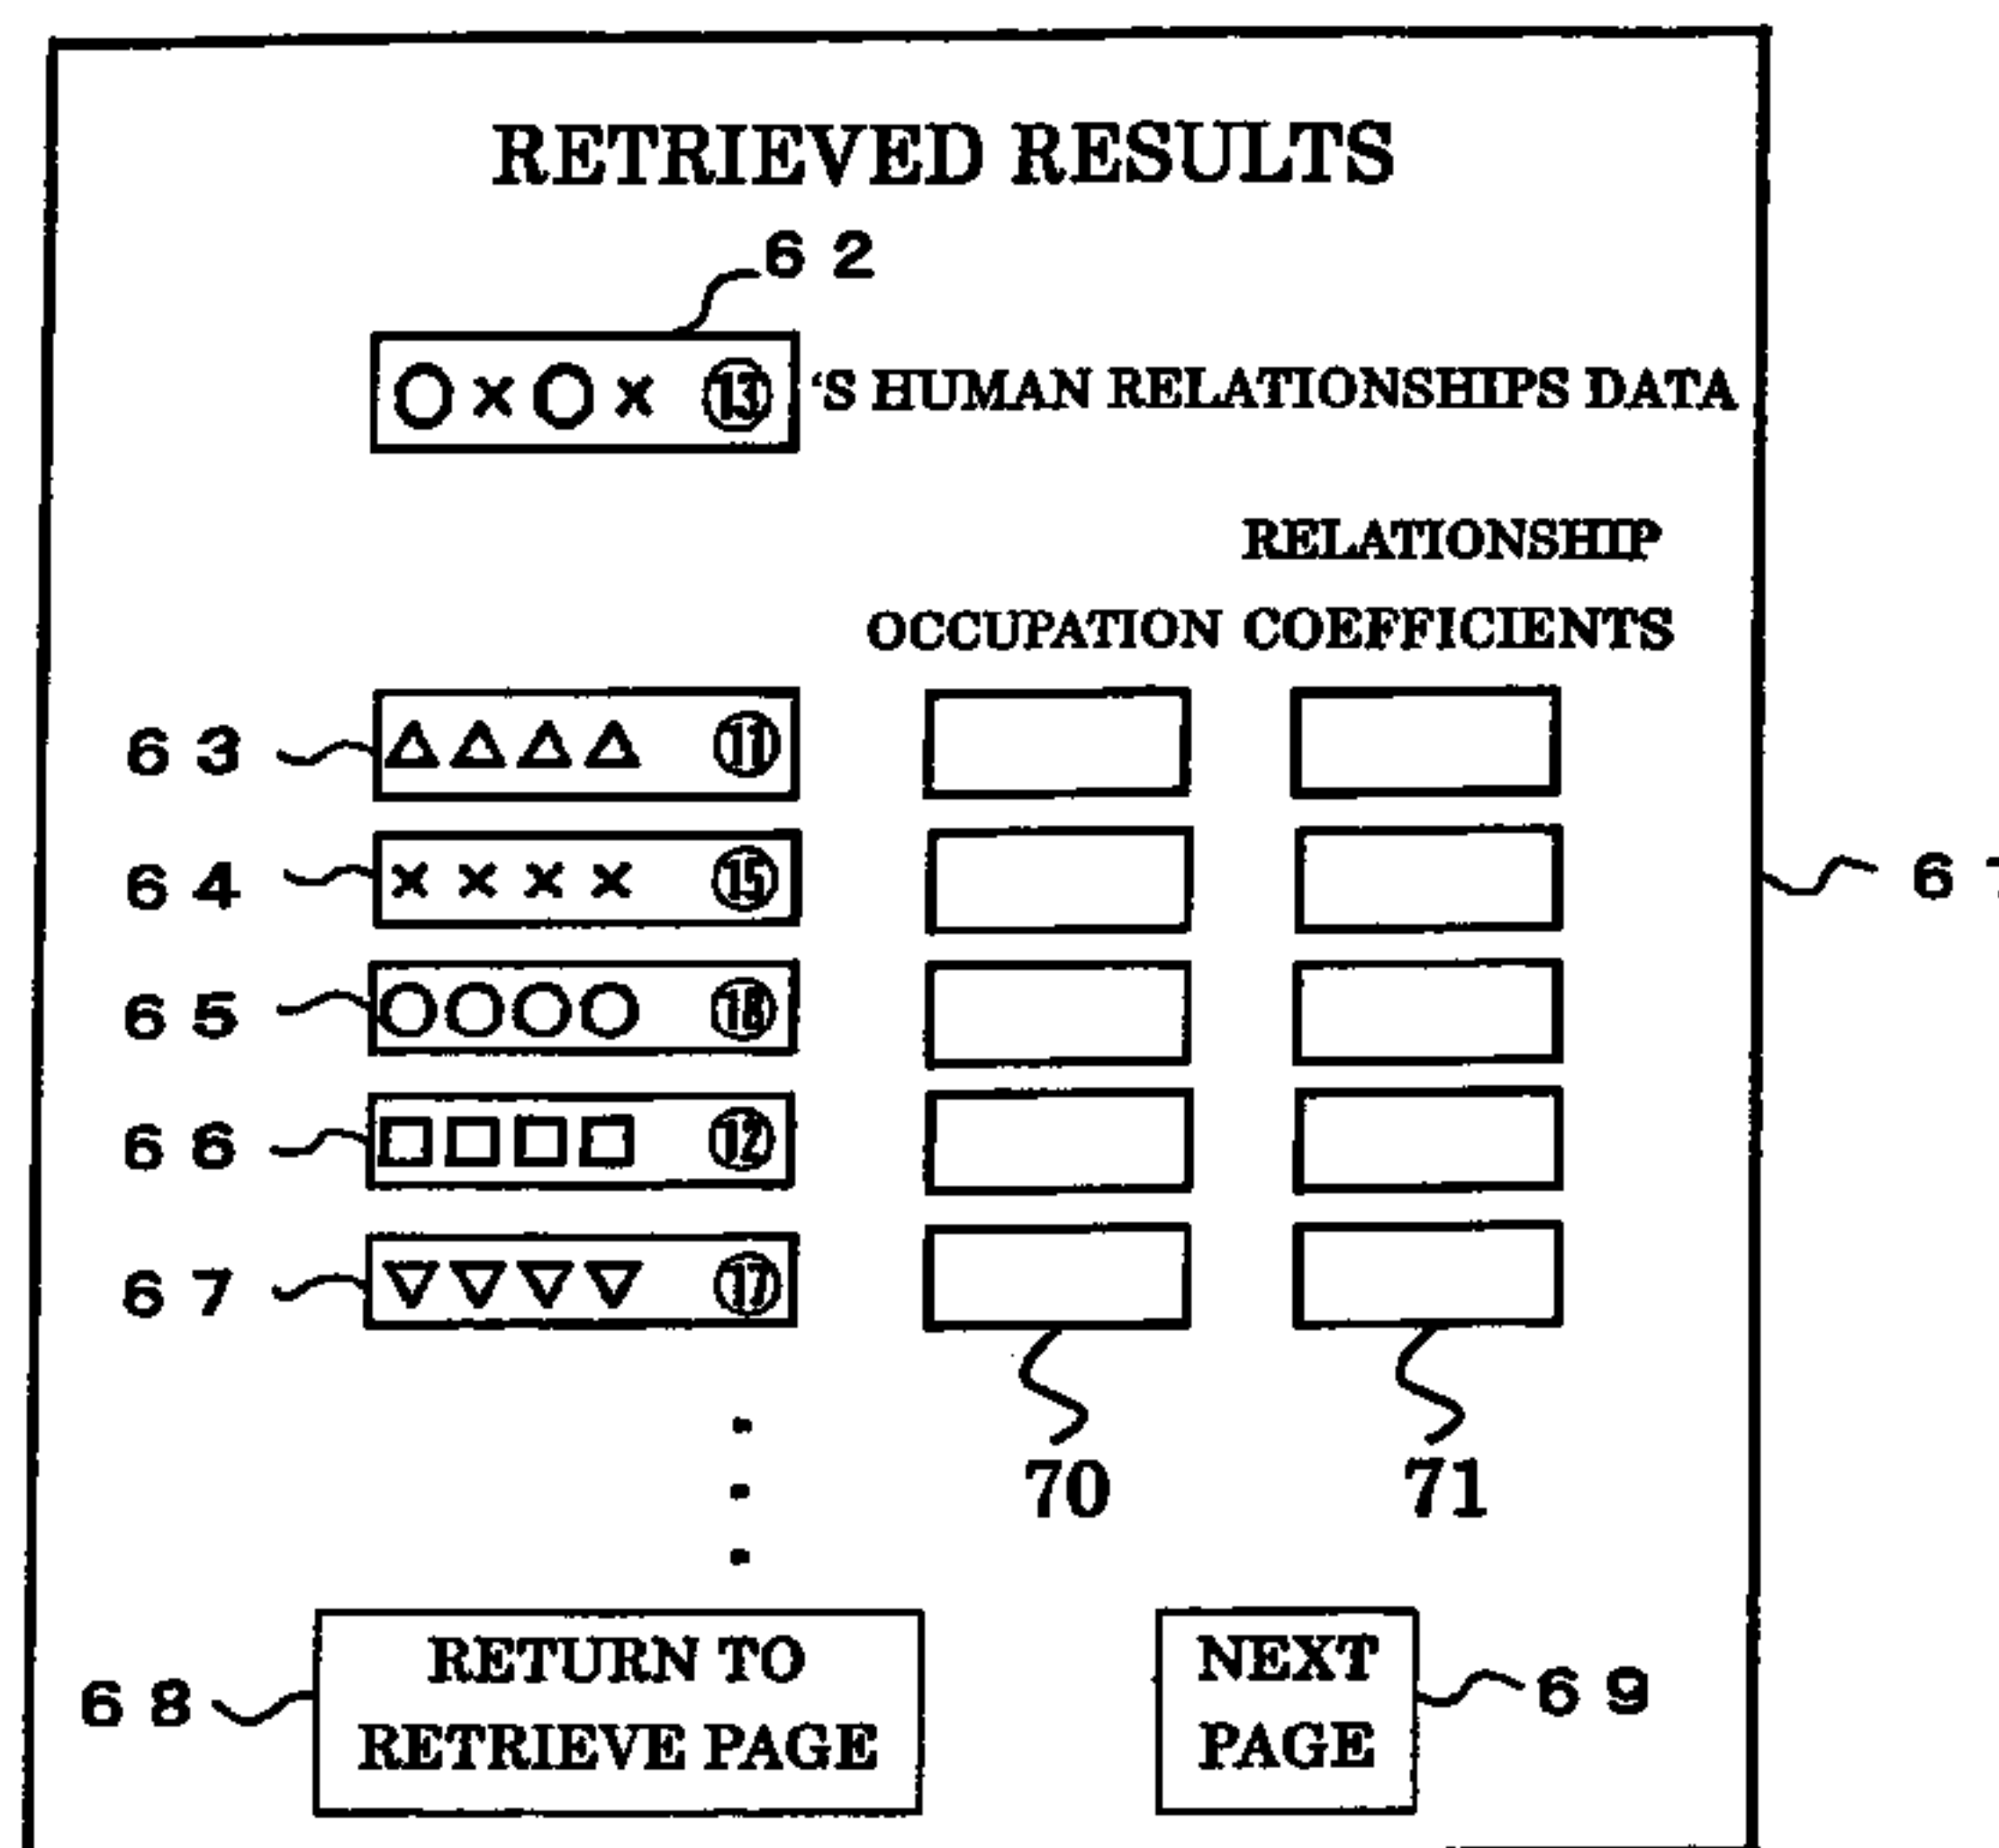 RETRIEVED RESULTS
62
○×○× ⑬ 'S HUMAN RELATIONSHIPS DATA
RELATIONSHIP
OCCUPATION COEFFICIENTS
63 △△△△ ⑪
64 ×××× ⑮
6
65 ○○○○ ⑱
66 □□□□ ⑫
67 ▽▽▽▽ ⑰
70 71
RETURN TO
RETRIEVE PAGE
68
NEXT
PAGE
69